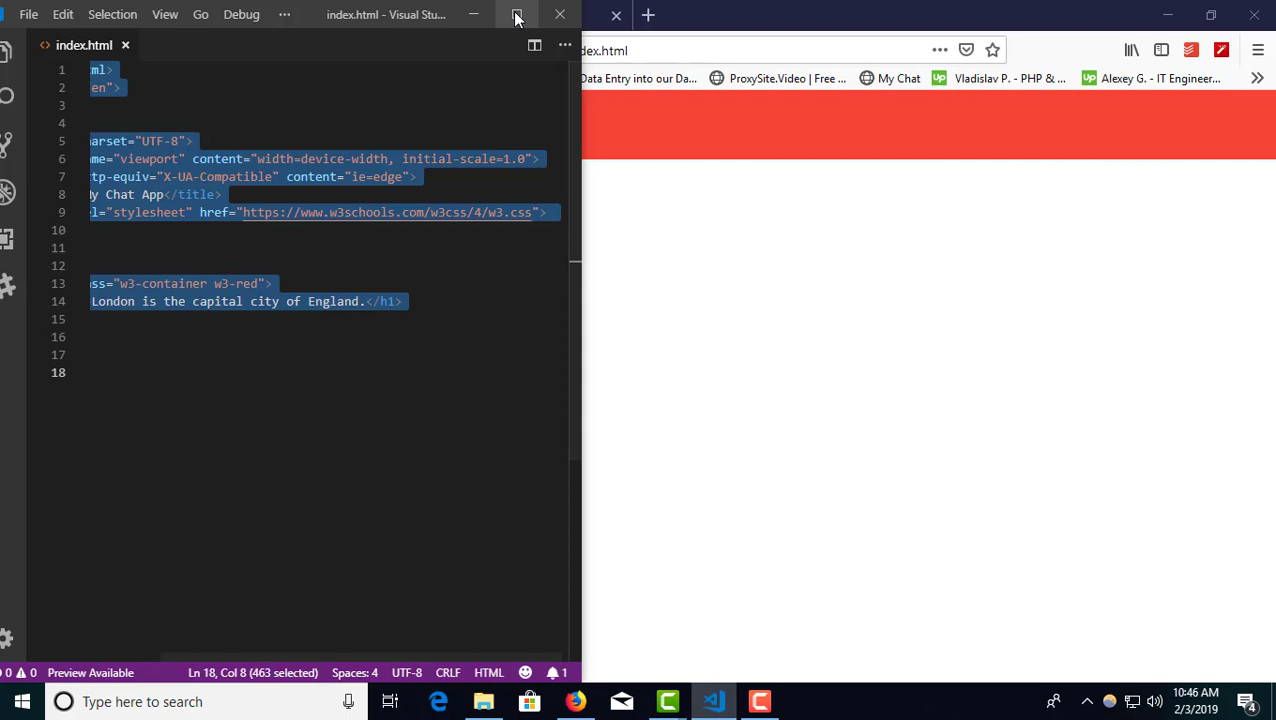 File Edit Selection View Go Debug ··· index.html - Visual Stu...
index.html
dex.html
Data Entry into our Da... ProxySite.Video | Free ... My Chat Up Vladislav P. - PHP & ... Up Alexey G. - IT Engineer...
1 ml>
2 en">
3
4
5 arset="UTF-8">
6 me="viewport" content="width=device-width, initial-scale=1.0">
7 tp-equiv="X-UA-Compatible" content="ie=edge">
8 y Chat App</title>
9 l="stylesheet" href="https://www.w3schools.com/w3css/4/w3.css">
10
11
12
13 ss="w3-container w3-red">
14 London is the capital city of England.</h1>
15
16
17
18
0 0 Preview Available Ln 18, Col 8 (463 selected) Spaces: 4 UTF-8 CRLF HTML 1
Type here to search
10:46 AM
2/3/2019
4